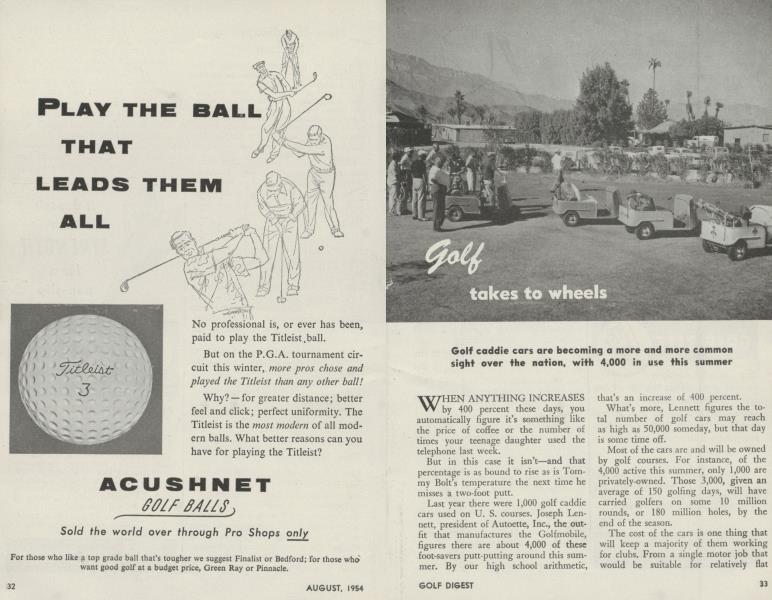 PLAY THE BALL
THAT
LEADS THEM
ALL
Titleist
3
No professional is, or ever has been,
paid to play the Titleist ball.
But on the P.G.A. tournament cir-
cuit this winter, more pros chose and
played the Titleist than any other ball!
Why?—for greater distance; better
feel and click; perfect uniformity. The
Titleist is the most modern of all mod-
ern balls. What better reasons can you
have for playing the Titleist?
ACUSHNET
GOLF BALLS
Sold the world over through Pro Shops only
For those who like a top grade ball that's tougher we suggest Finalist or Bedford; for those who
want good golf at a budget price, Green Ray or Pinnacle.
32
AUGUST, 1954
Golf
takes to wheels
Golf caddie cars are becoming a more and more common
sight over the nation, with 4,000 in use this summer
WHEN ANYTHING INCREASES
by 400 percent these days, you
automatically figure it's something like
the price of coffee or the number of
times your teenage daughter used the
telephone last week.
But in this case it isn't—and that
percentage is as bound to rise as is Tom-
my Bolt's temperature the next time he
misses a two-foot putt.
Last year there were 1,000 golf caddie
cars used on U. S. courses. Joseph Len-
nett, president of Autoette, Inc., the out-
fit that manufactures the Golfmobile,
figures there are about 4,000 of these
foot-savers putt-putting around this sum-
mer. By our high school arithmetic,
that's an increase of 400 percent.
What's more, Lennett figures the to-
tal number of golf cars may reach
as high as 50,000 someday, but that day
is some time off.
Most of the cars are and will be owned
by golf courses. For instance, of the
4,000 active this summer, only 1,000 are
privately-owned. Those 3,000, given an
average of 150 golfing days, will have
carried golfers on some 10 million
rounds, or 180 million holes, by the
end of the season.
The cost of the cars is one thing that
will keep a majority of them working
for clubs. From a single motor job that
would be suitable for relatively flat
GOLF DIGEST
33